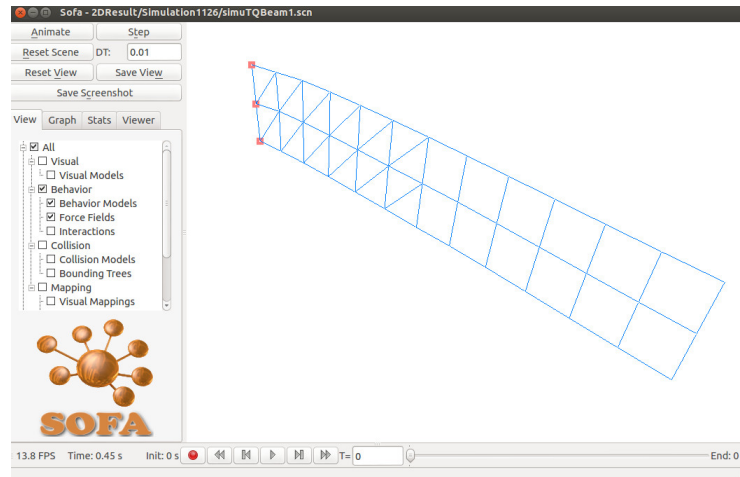 Sofa - 2DResult/Simulation1126/simuTQBeam1.scn
Animate Step
Reset Scene DT: 0.01
Reset View Save View
Save Screenshot
View Graph Stats Viewer
All
Visual
Visual Models
Behavior
Behavior Models
Force Fields
Interactions
Collision
Collision Models
Bounding Trees
Mapping
Visual Mappings
SOFA
13.8 FPS Time: 0.45 s Init: 0 s T= 0 End: 0